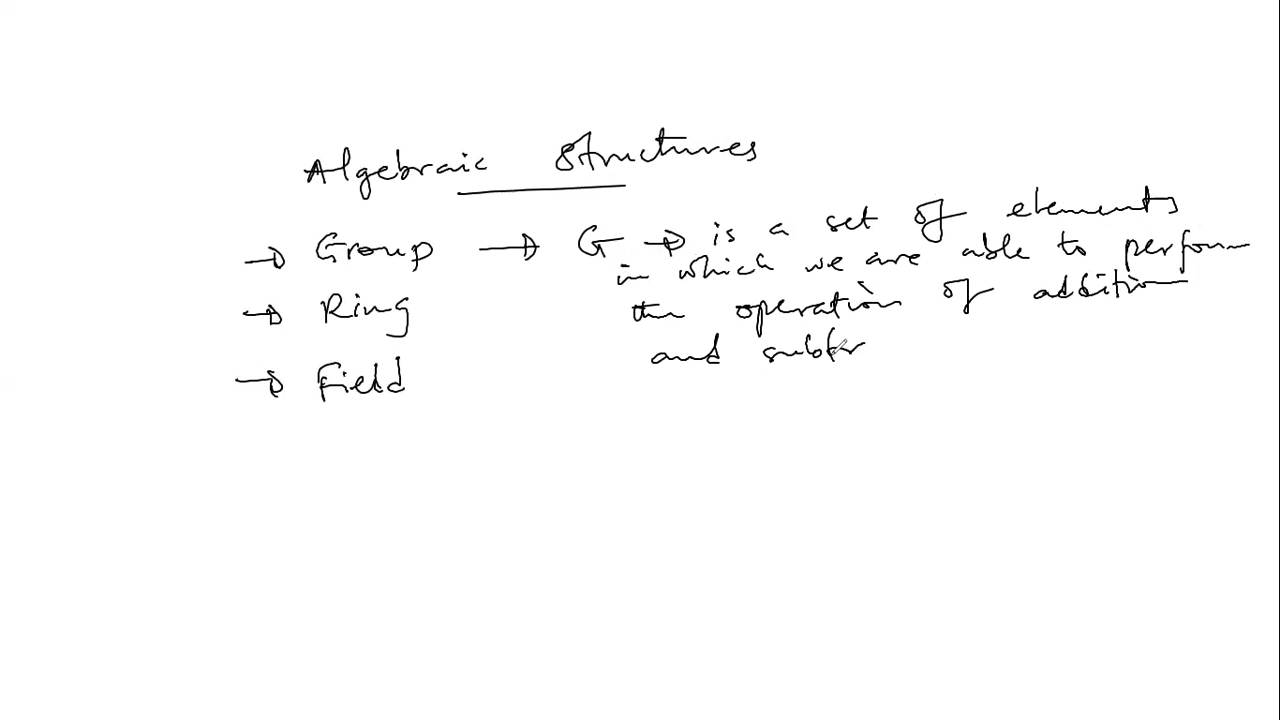 Algebraic Structures
→ Group → G → is a set of elements
in which we are able to perform
the operation of addition
→ Ring
and subtr
→ Field